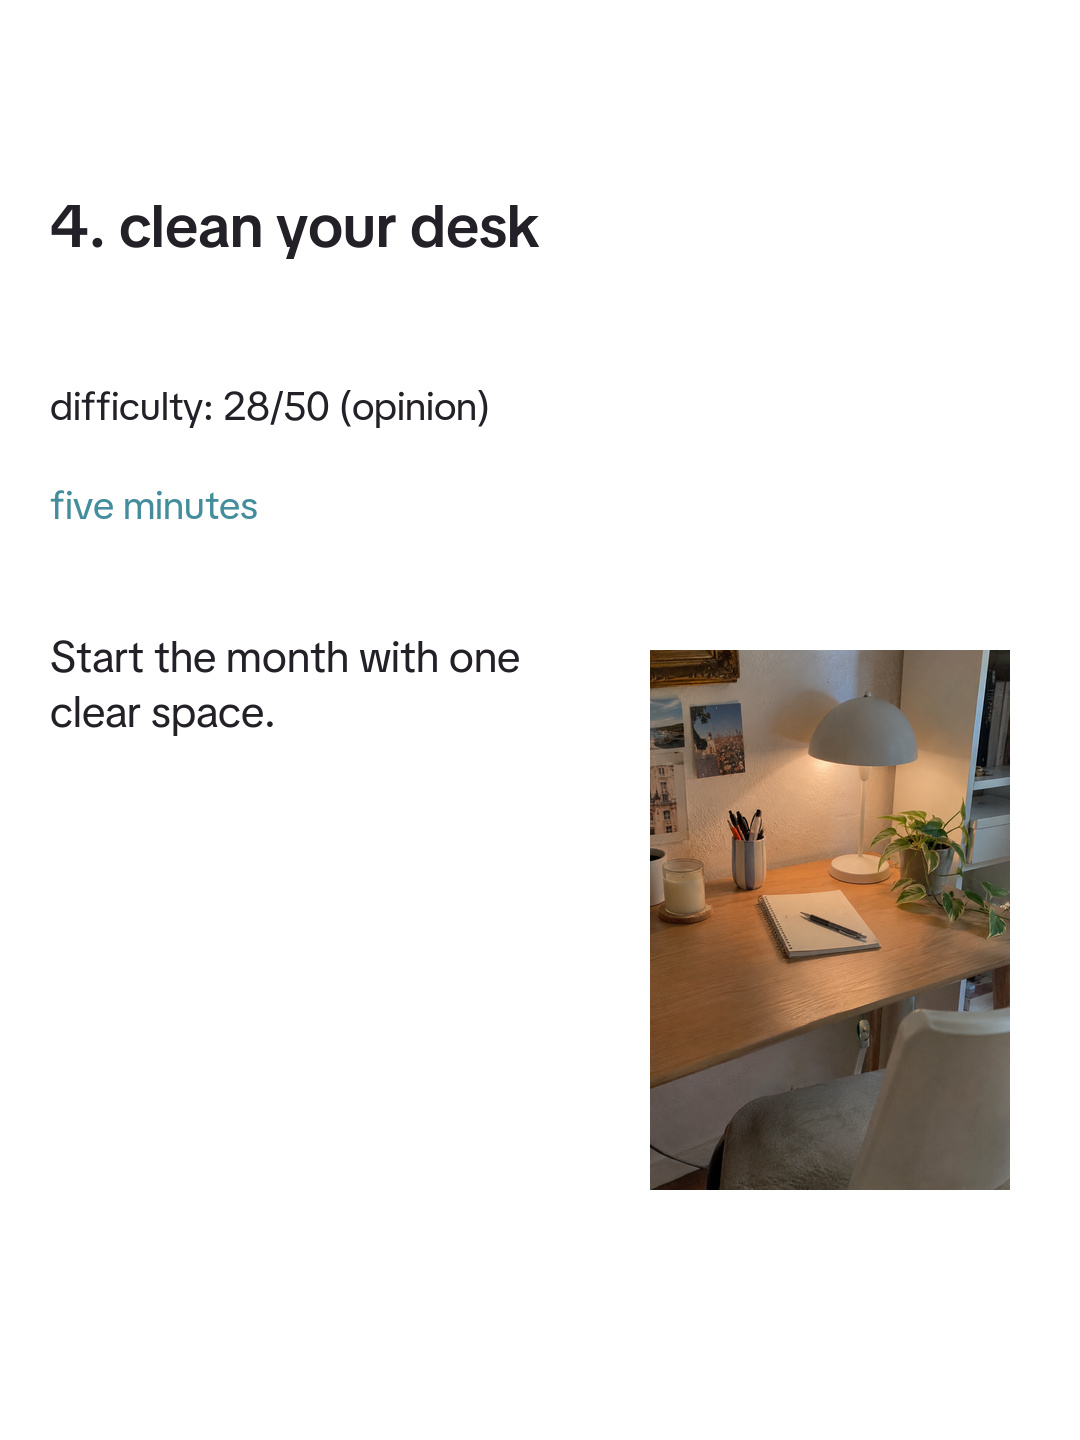 4. clean your desk
difficulty: 28/50 (opinion)
five minutes
Start the month with one
clear space.